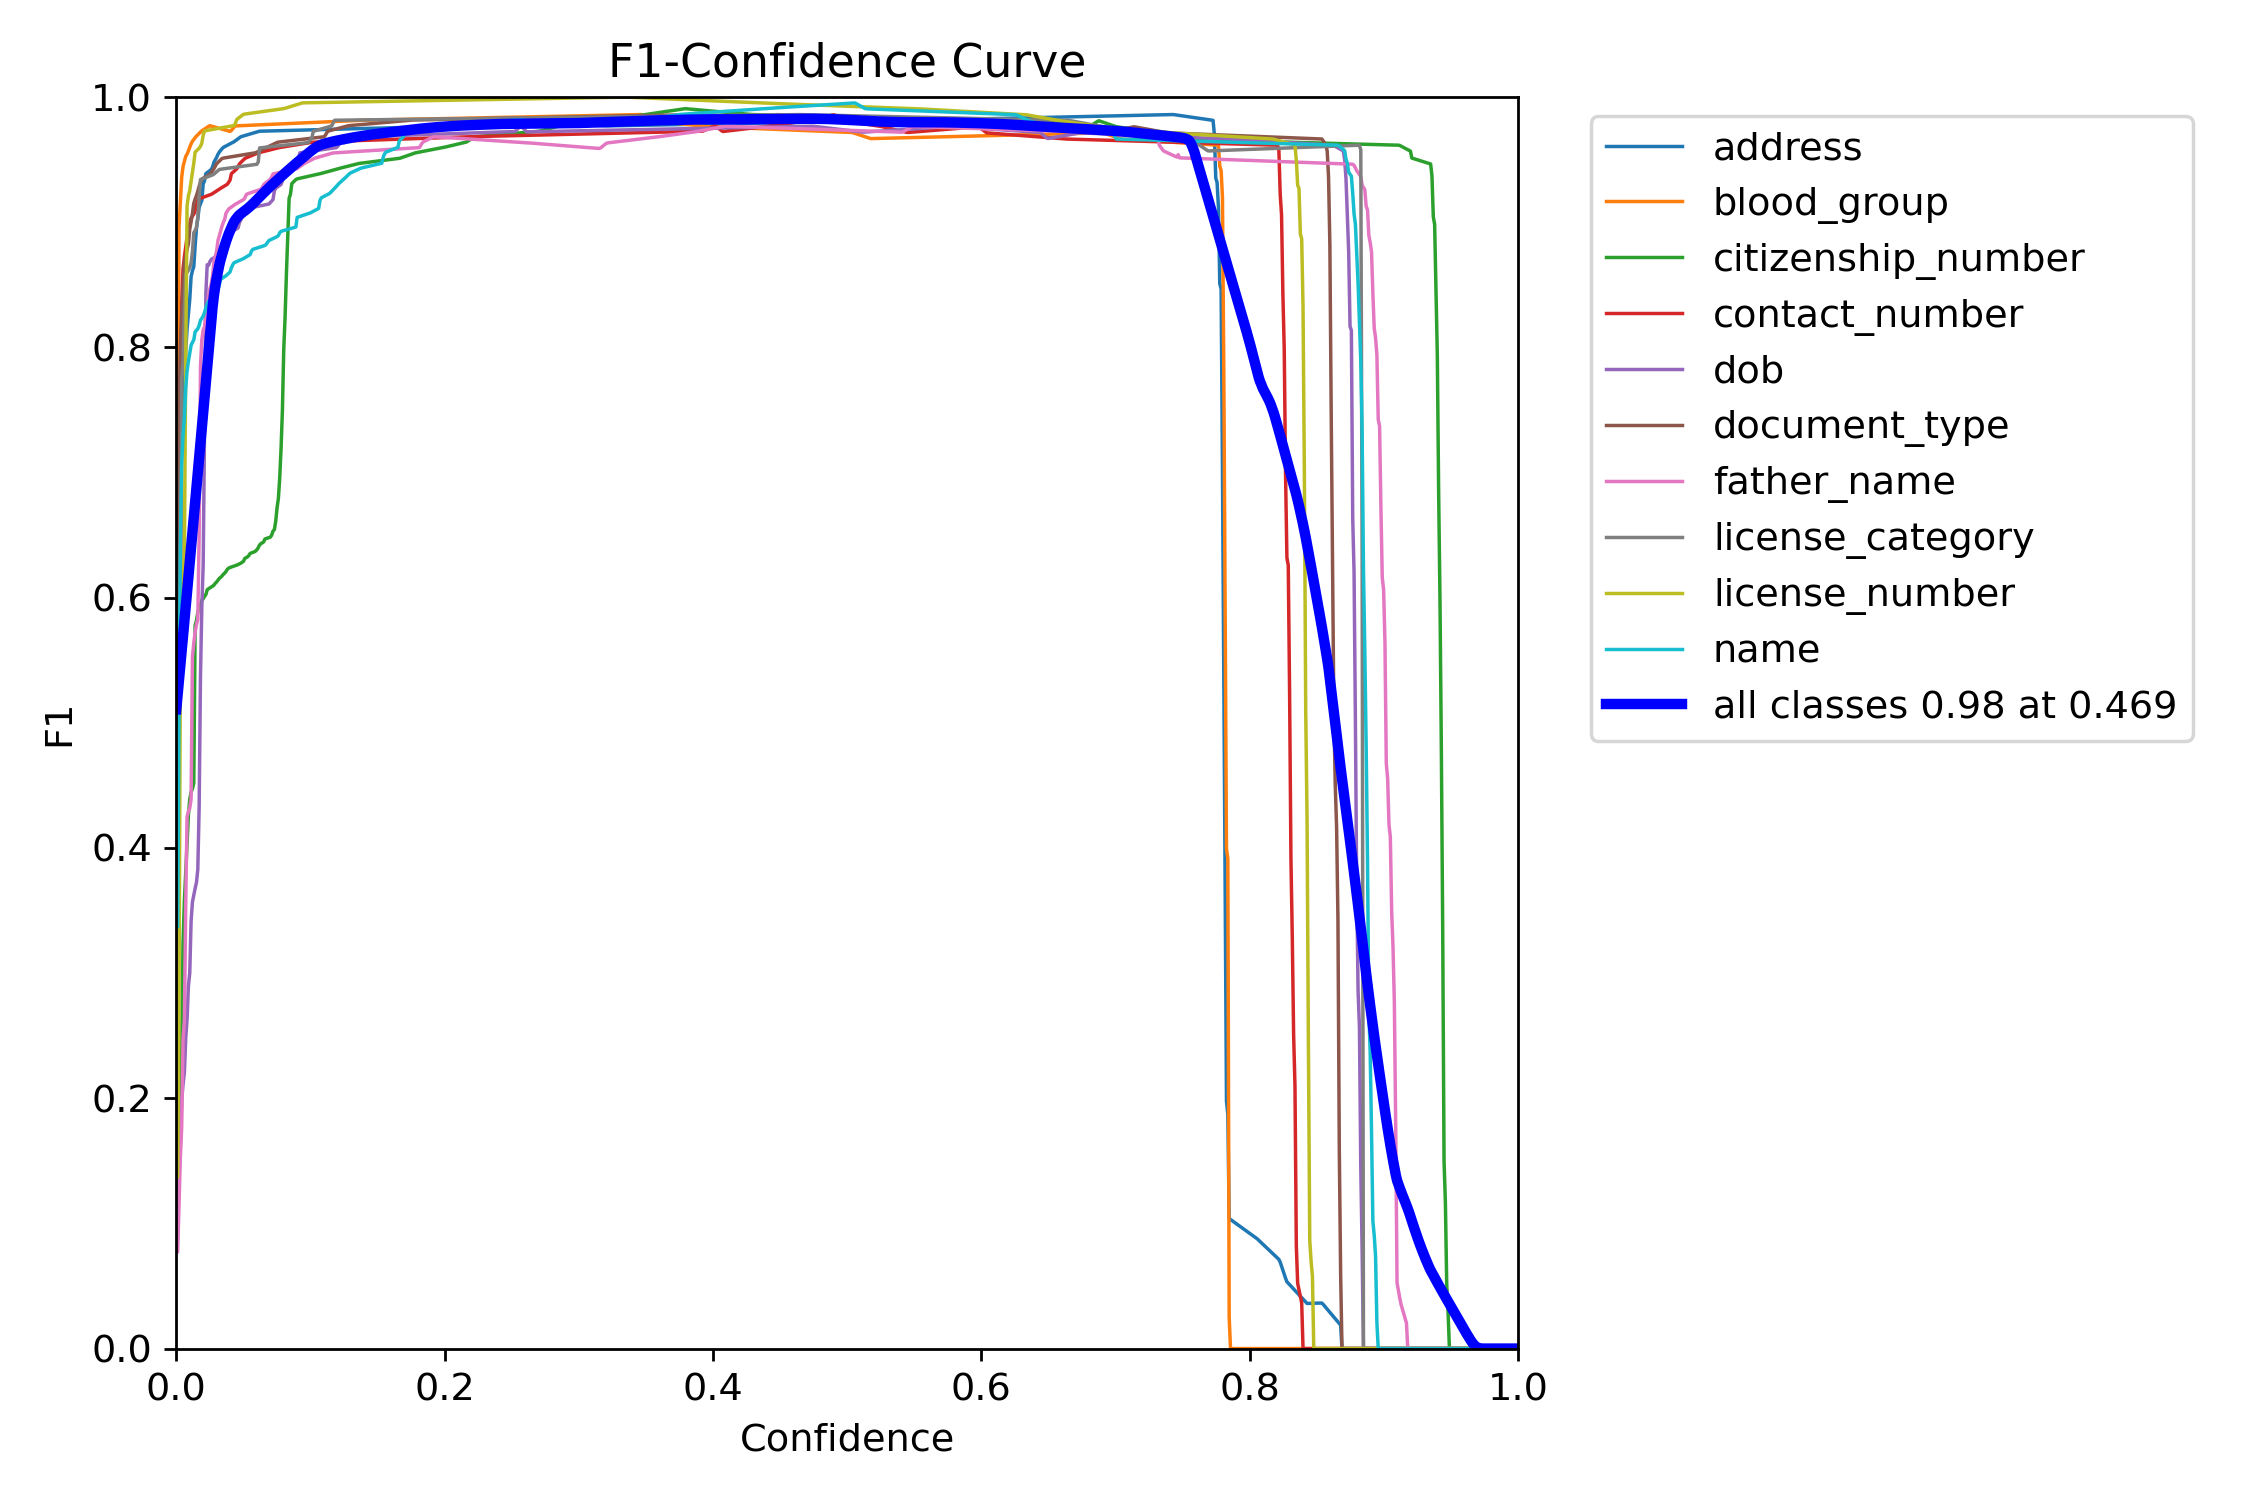 F1-Confidence Curve
1.0
0.8
0.6
0.4
0.2
0.0
F1
0.0 0.2 0.4 0.6 0.8 1.0
Confidence
address
blood_group
citizenship_number
contact_number
dob
document_type
father_name
license_category
license_number
name
all classes 0.98 at 0.469